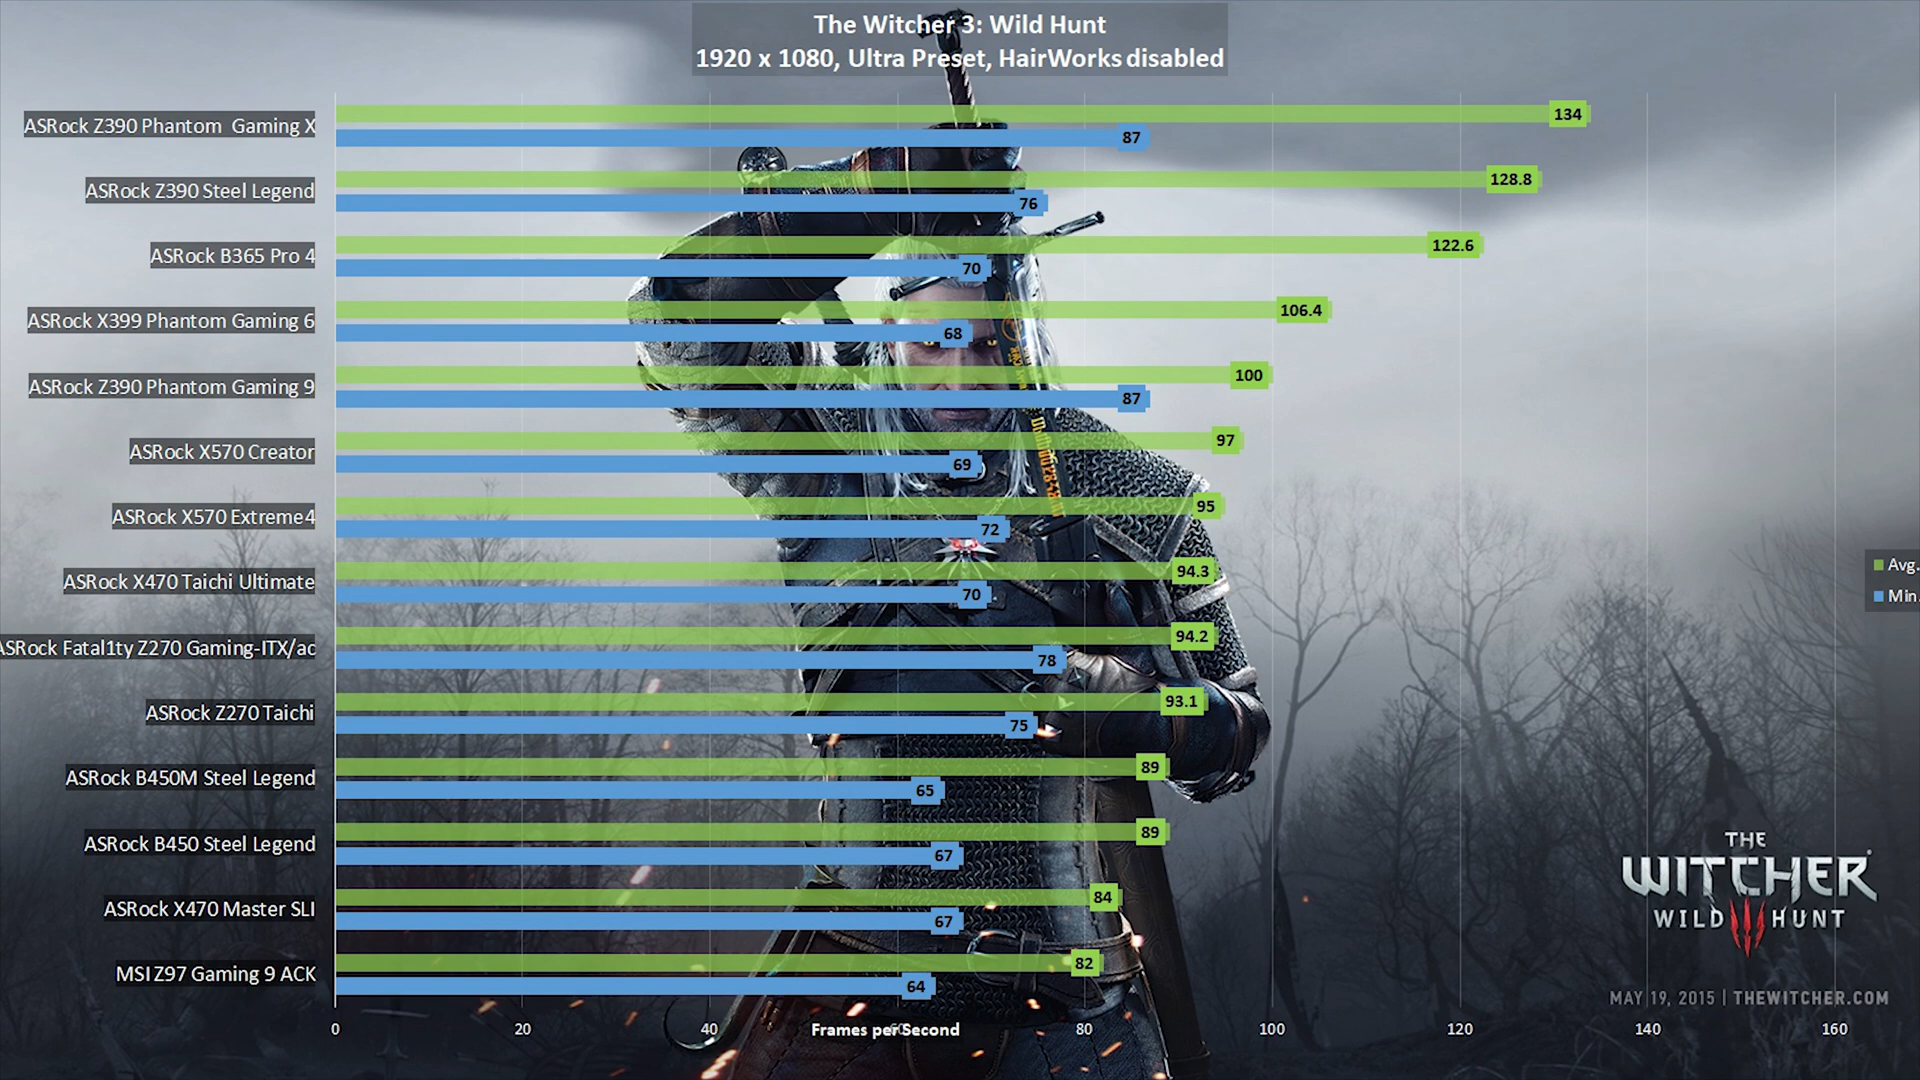 The Witcher 3: Wild Hunt
1920 x 1080, Ultra Preset, HairWorks disabled
ASRock Z390 Phantom Gaming X
134
87
ASRock Z390 Steel Legend
128.8
76
ASRock B365 Pro 4
122.6
70
ASRock X399 Phantom Gaming 6
106.4
68
ASRock Z390 Phantom Gaming 9
100
87
ASRock X570 Creator
97
69
ASRock X570 Extreme4
95
72
ASRock X470 Taichi Ultimate
94.3
70
ASRock Fatal1ty Z270 Gaming-ITX/ac
94.2
78
ASRock Z270 Taichi
93.1
75
ASRock B450M Steel Legend
89
65
ASRock B450 Steel Legend
89
67
ASRock X470 Master SLI
84
67
MSI Z97 Gaming 9 ACK
82
64
Avg.
Min.
0 20 40 60 80 100 120 140 160
Frames per Second
THE
WITCHER
WILD HUNT
MAY 19, 2015 | THEWITCHER.COM